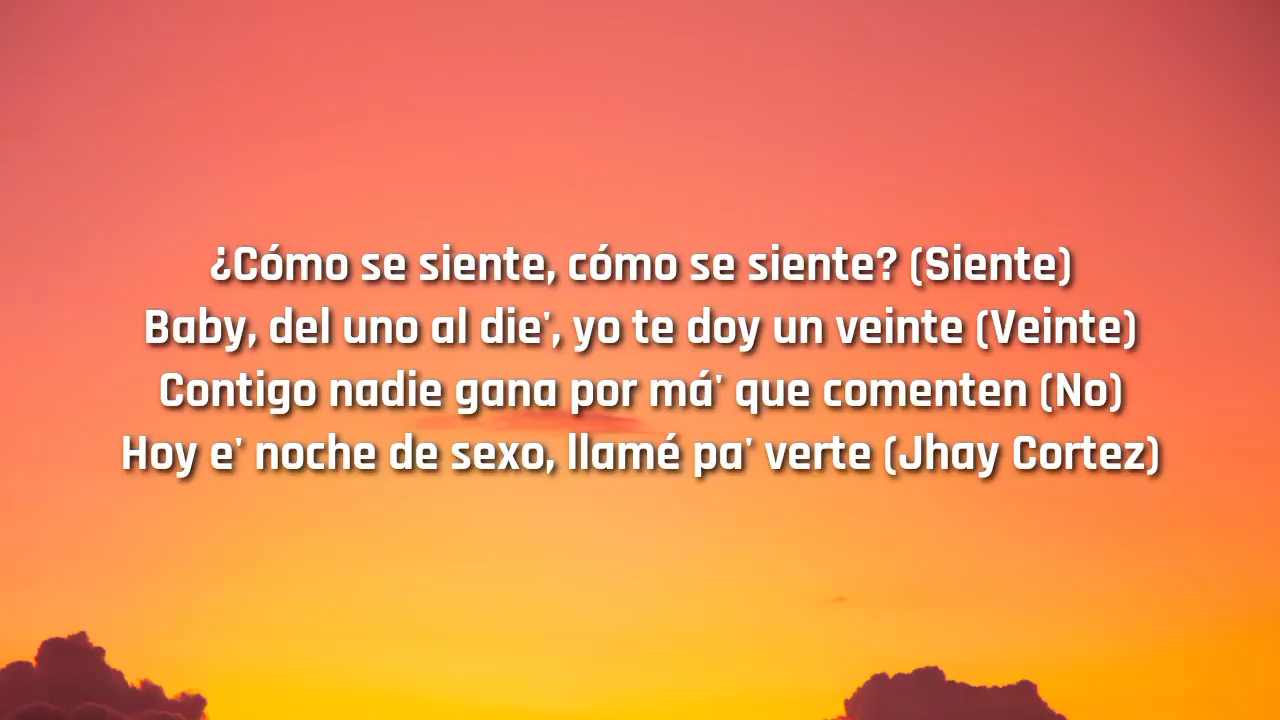 ¿Cómo se siente, cómo se siente? (Siente)
Baby, del uno al die', yo te doy un veinte (Veinte)
Contigo nadie gana por má' que comenten (No)
Hoy e' noche de sexo, llamé pa' verte (Jhay Cortez)